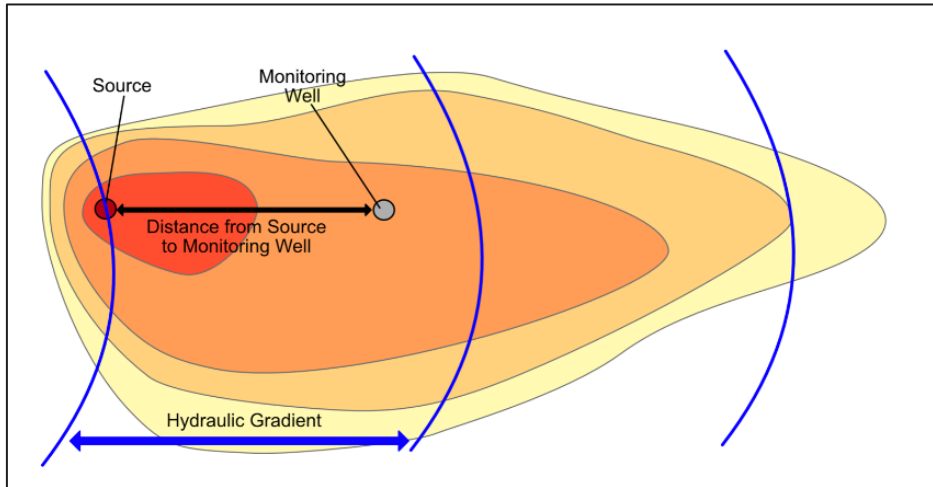 Source
Monitoring
Well
Distance from Source
to Monitoring Well
Hydraulic Gradient